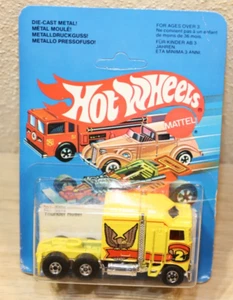 DIE-CAST METAL!
METAL MOULE!
METALLDRUCKGUSS!
METALLO PRESSOFUSO!
FOR AGES OVER 3
Ne convient pas à un enfant
de moins de 36 mois
FÜR KINDER AB 3
JAHREN
ETÀ MINIMA 3 ANNI
Hot Wheels
MATTEL
2